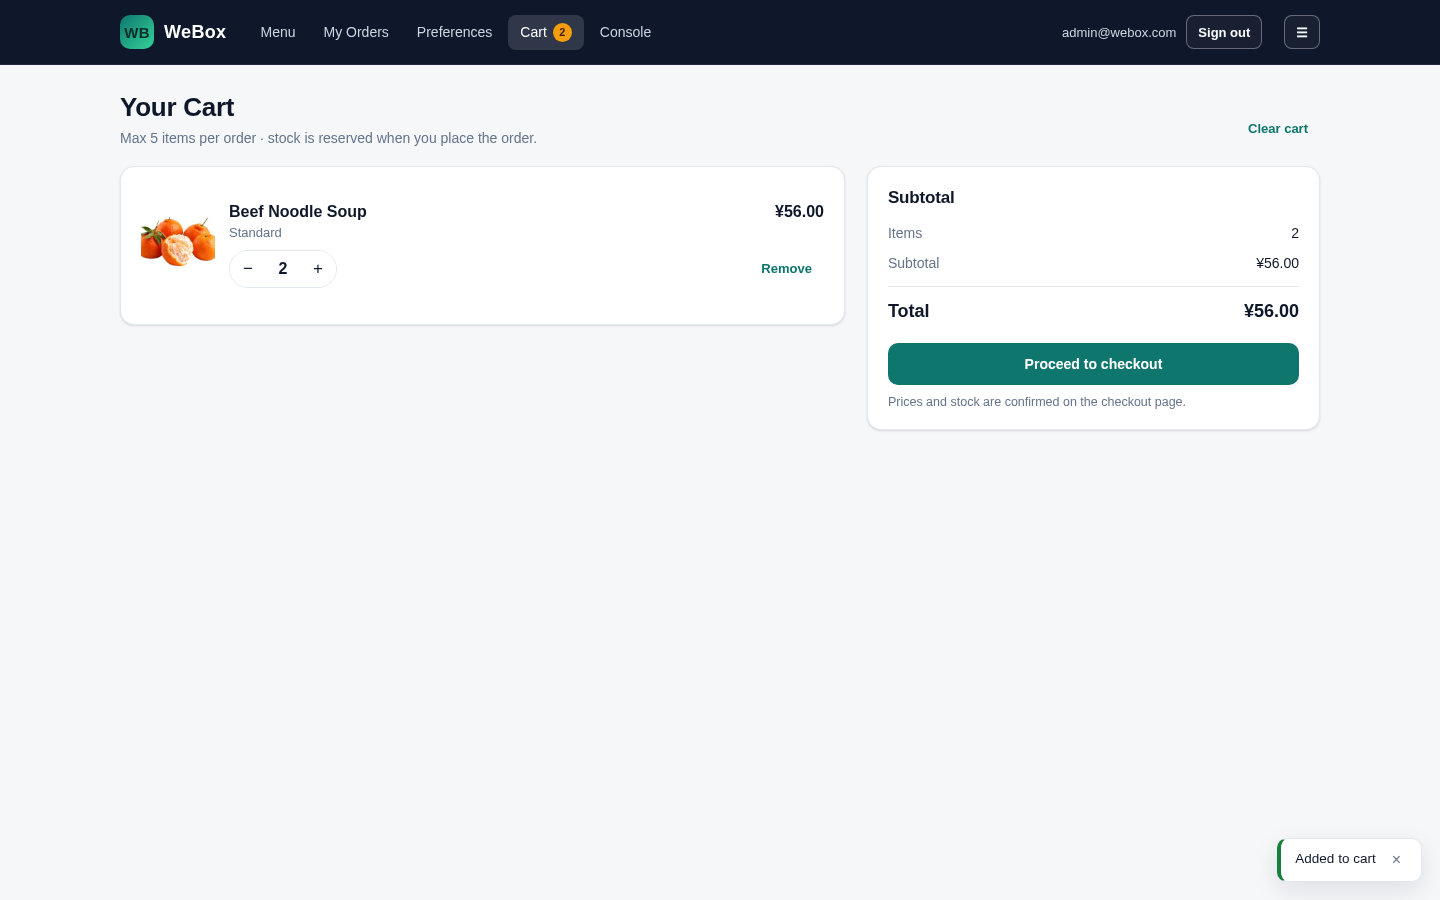 WB WeBox Menu My Orders Preferences Cart 2 Console admin@webox.com Sign out ☰
Your Cart
Max 5 items per order · stock is reserved when you place the order.
Clear cart
Beef Noodle Soup ¥56.00
Standard
− 2 + Remove
Subtotal
Items 2
Subtotal ¥56.00
Total ¥56.00
Proceed to checkout
Prices and stock are confirmed on the checkout page.
Added to cart ×